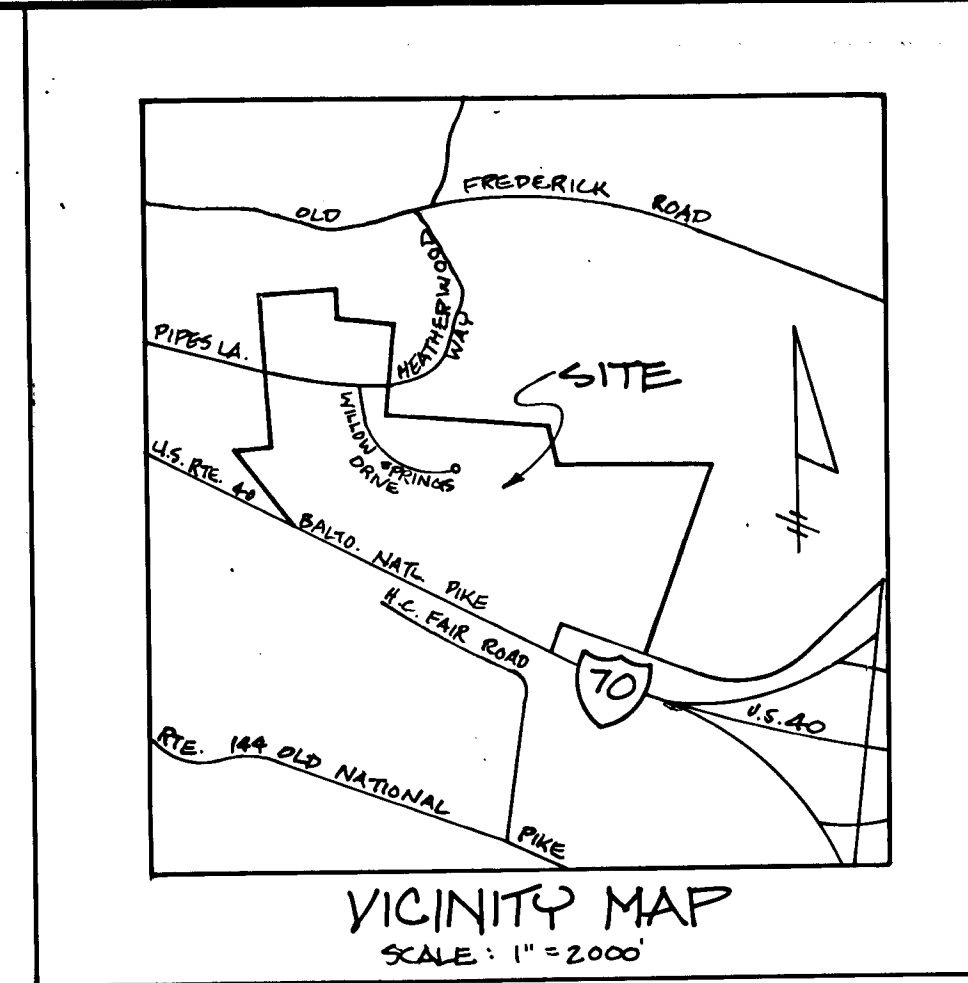 OLD FREDERICK ROAD
HEATHERWOOD
WAY
PIPES LA.
SITE
WILLOW SPRINGS
DRIVE
U.S. RTE. 40
BALTO. NATL PIKE
H.C. FAIR ROAD
70
U.S. 40
RTE. 144 OLD NATIONAL
PIKE
VICINITY MAP
SCALE: 1" = 2000'